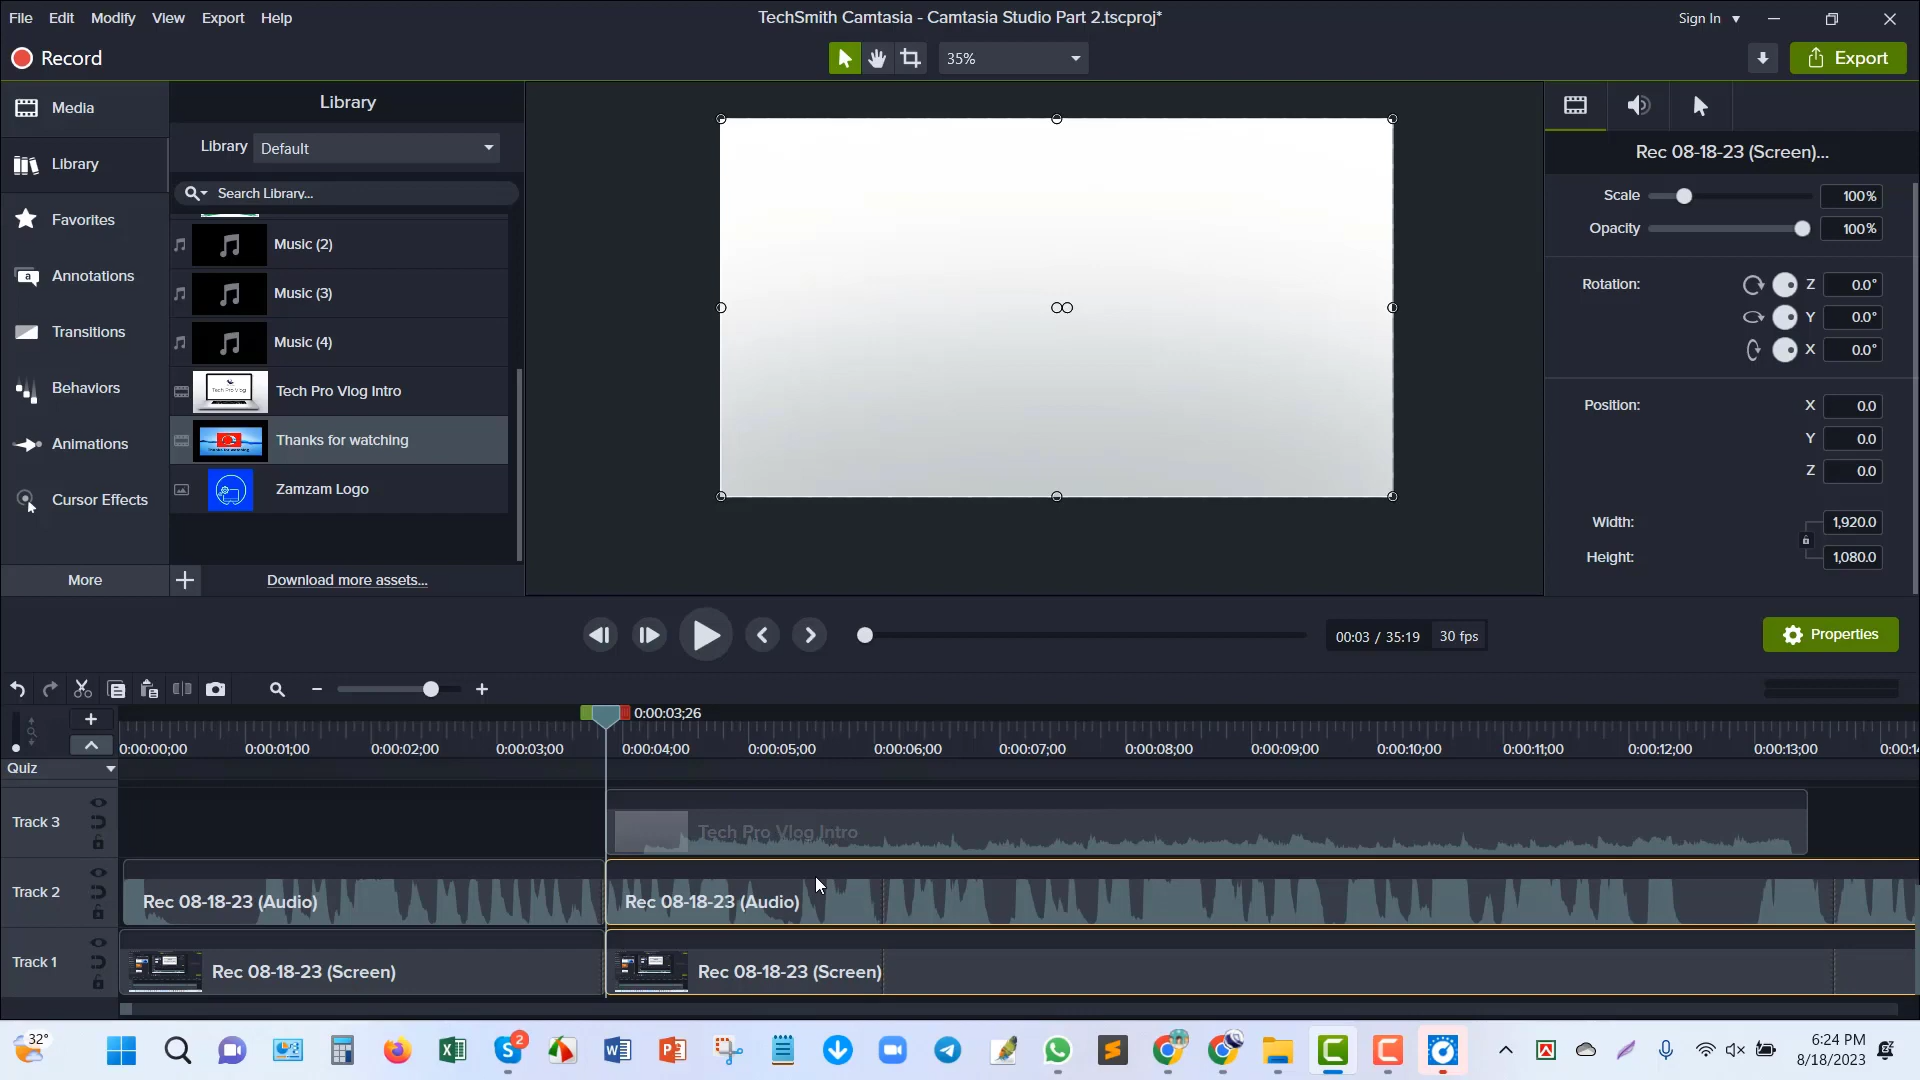 File Edit Modify View Export Help
TechSmith Camtasia - Camtasia Studio Part 2.tscproj*
Sign In
Record
35%
Export
Media
Library
Favorites
Annotations
Transitions
Behaviors
Animations
Cursor Effects
More
Library
Library Default
Search Library...
Music (2)
Music (3)
Music (4)
Tech Pro Vlog Intro
Thanks for watching
Zamzam Logo
Download more assets...
Rec 08-18-23 (Screen)...
Scale 100%
Opacity 100%
Rotation: Z 0.0°
Y 0.0°
X 0.0°
Position: X 0.0
Y 0.0
Z 0.0
Width: 1,920.0
Height: 1,080.0
00:03 / 35:19 30 fps
Properties
0:00:03;26
0:00:00;00 0:00:01;00 0:00:02;00 0:00:03;00 0:00:04;00 0:00:05;00 0:00:06;00 0:00:07;00 0:00:08;00 0:00:09;00 0:00:10;00 0:00:11;00 0:00:12;00 0:00:13;00
Quiz
Track 3
Tech Pro Vlog Intro
Track 2
Rec 08-18-23 (Audio)
Rec 08-18-23 (Audio)
Track 1
Rec 08-18-23 (Screen)
Rec 08-18-23 (Screen)
32°
2
6:24 PM
8/18/2023